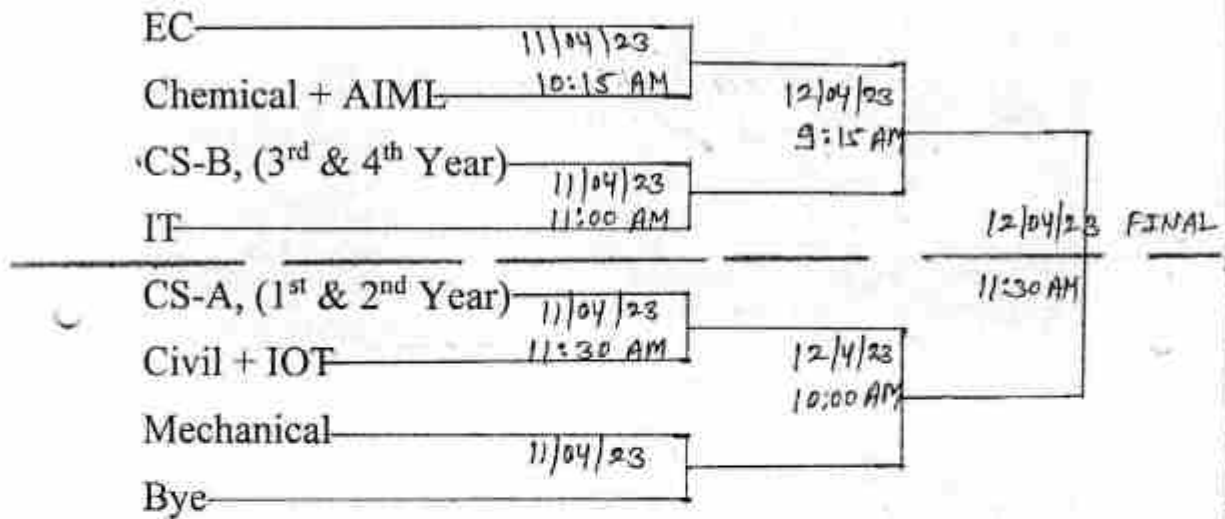 EC
11/04/23
10:15 AM
Chemical + AIML
12/04/23
9:15 AM
CS-B, (3rd & 4th Year)
11/04/23
11:00 AM
IT
12/04/23 FINAL
11:30 AM
CS-A, (1st & 2nd Year)
11/04/23
11:30 AM
Civil + IOT
12/4/23
10:00 AM
Mechanical
11/04/23
Bye